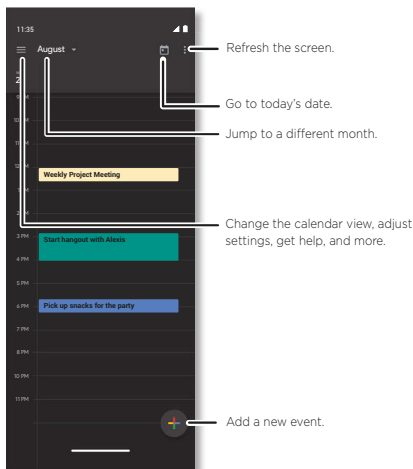 11:35
August
Refresh the screen.
Go to today's date.
Jump to a different month.
Weekly Project Meeting
Change the calendar view, adjust
settings, get help, and more.
3 PM
Start hangout with Alexis
4 PM
5 PM
6 PM
Pick up snacks for the party
7 PM
8 PM
10 PM
11 PM
Add a new event.